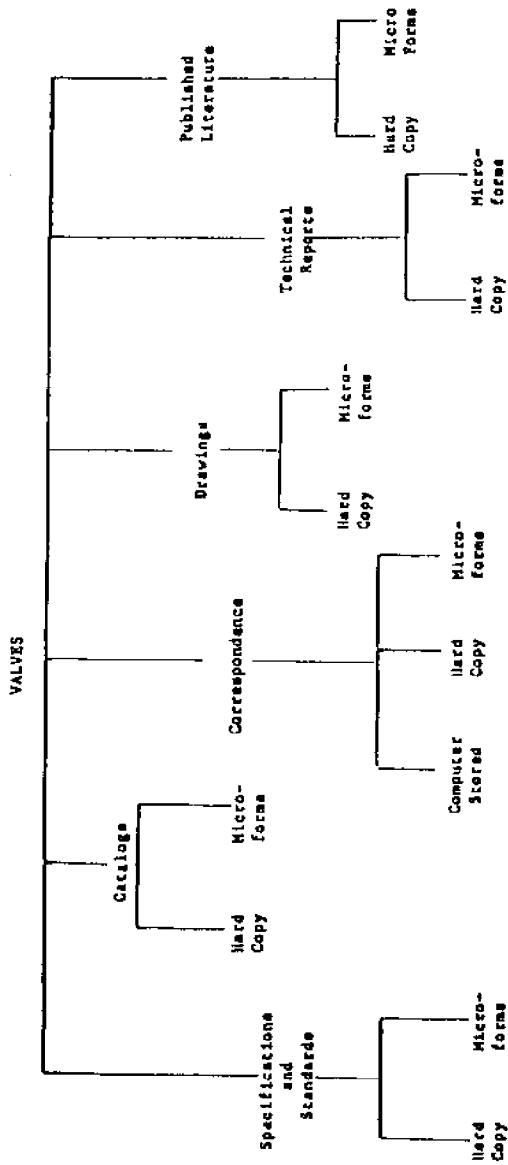 VALVES
Specifications
and
Standards
Hard
Copy
Micro-
forms
Catalogs
Hard
Copy
Micro-
forms
Correspondence
Computer
Stored
Hard
Copy
Micro-
forms
Drawings
Hard
Copy
Micro-
forms
Technical
Reports
Hard
Copy
Micro-
forms
Published
Literature
Hard
Copy
Micro
Forms